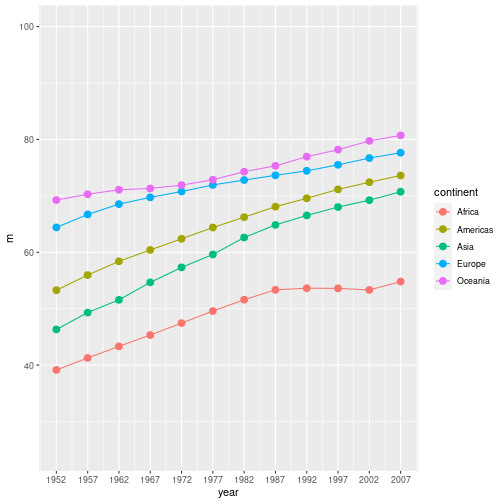 100
80
60
40
m
1952 1957 1962 1967 1972 1977 1982 1987 1992 1997 2002 2007
year
continent
Africa
Americas
Asia
Europe
Oceania